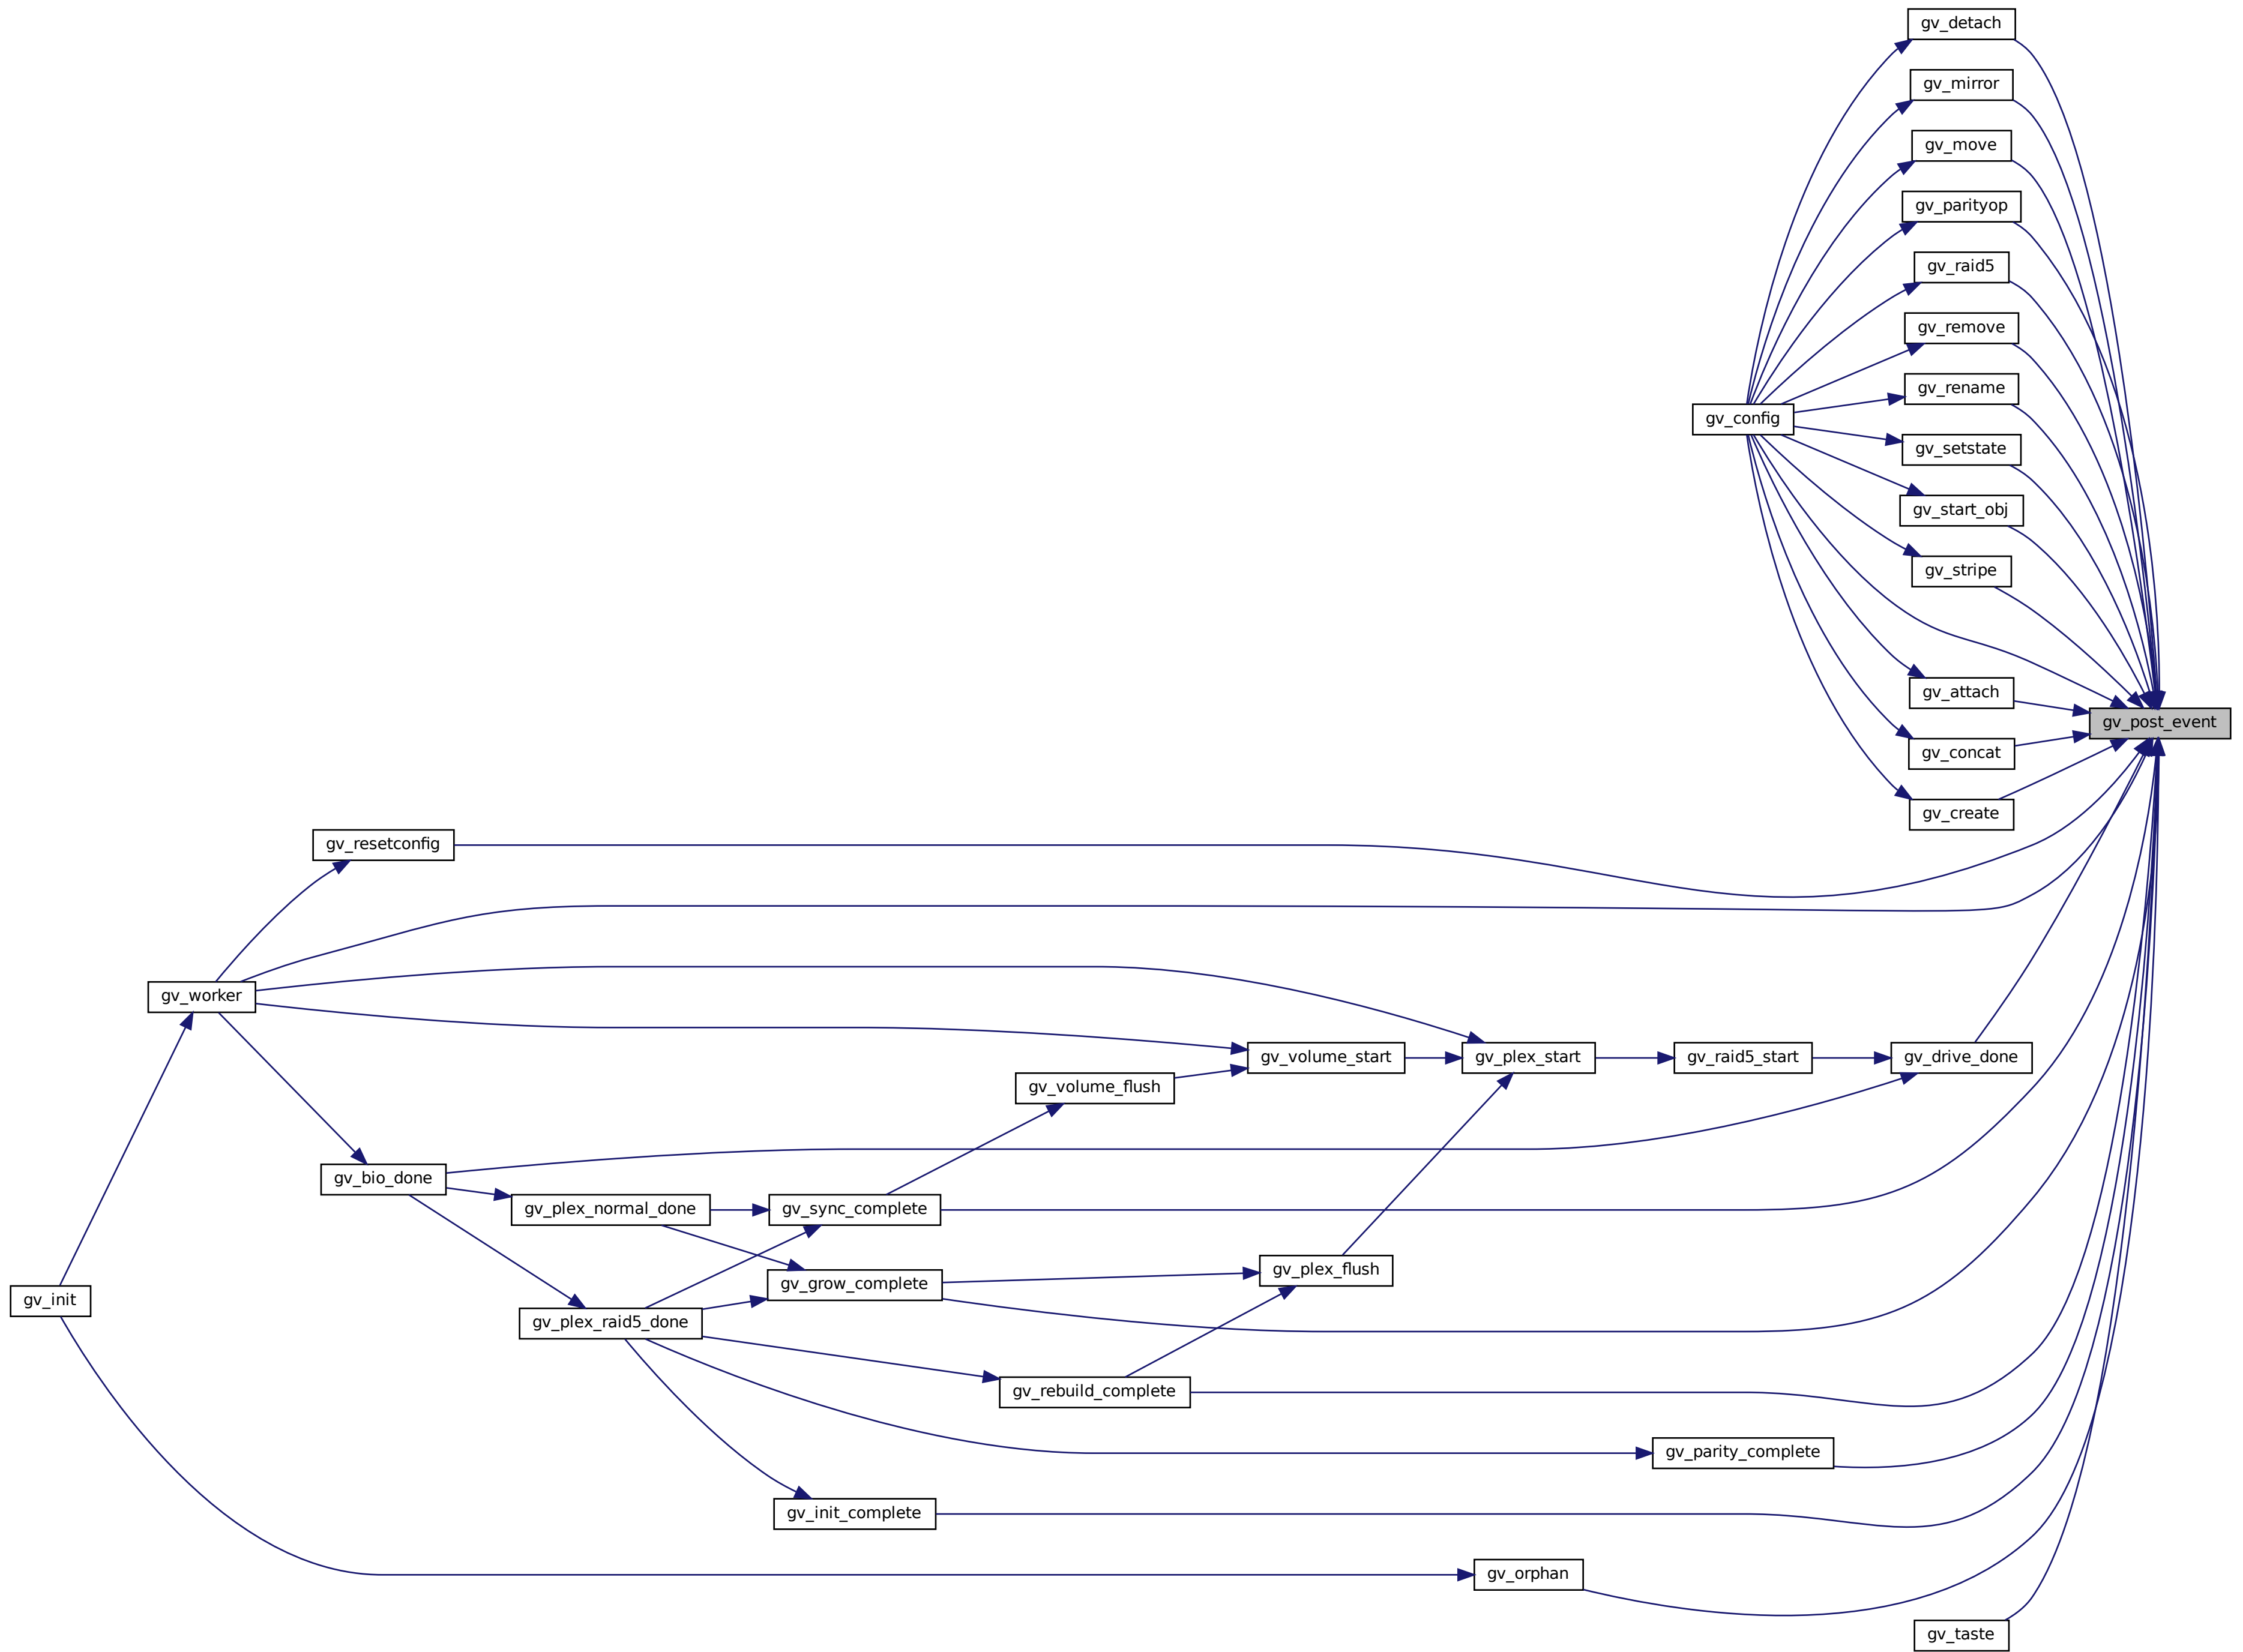 gv_detach
gv_mirror
gv_move
gv_parityop
gv_raid5
gv_remove
gv_rename
gv_config
gv_setstate
gv_start_obj
gv_stripe
gv_attach
gv_post_event
gv_concat
gv_create
gv_resetconfig
gv_worker
gv_volume_start
gv_plex_start
gv_raid5_start
gv_drive_done
gv_volume_flush
gv_bio_done
gv_plex_normal_done
gv_sync_complete
gv_plex_flush
gv_grow_complete
gv_init
gv_plex_raid5_done
gv_rebuild_complete
gv_parity_complete
gv_init_complete
gv_orphan
gv_taste